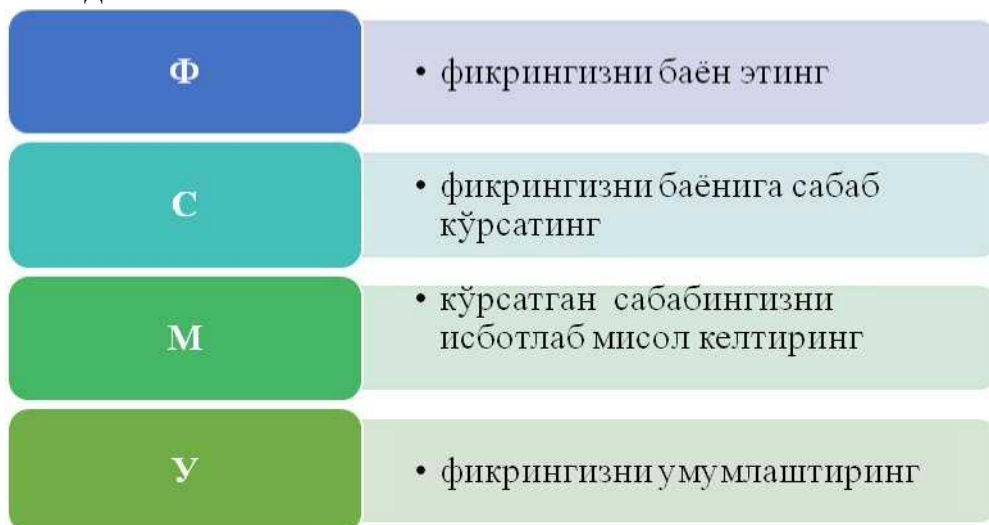 Ф
• фикрингизни баён этинг
С
• фикрингизни баёнига сабаб
кўрсатинг
М
• кўрсатган сабабингизни
исботлаб мисол келтиринг
У
• фикрингизни умумлаштиринг